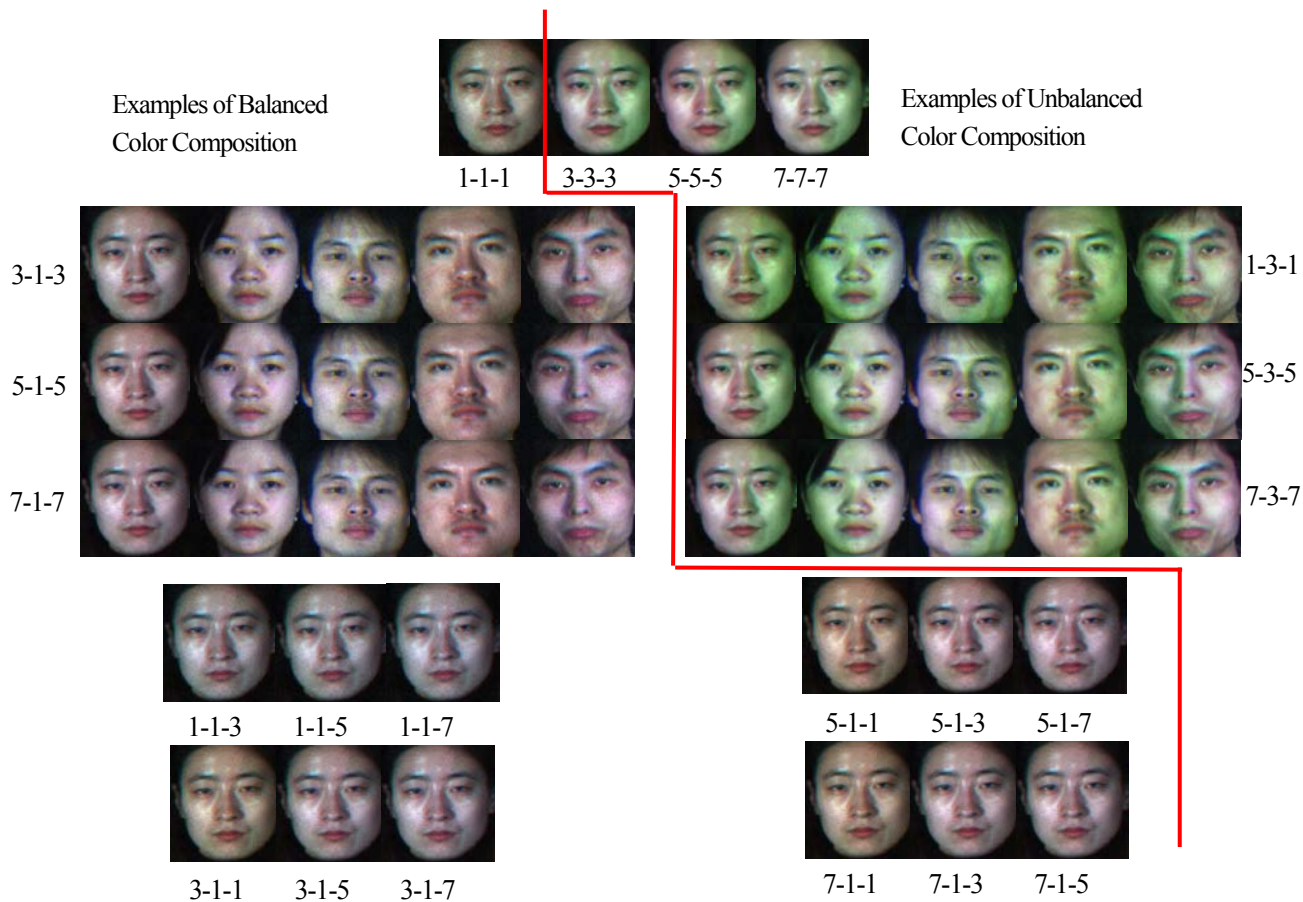 Examples of Balanced
Color Composition
Examples of Unbalanced
Color Composition
1-1-1 3-3-3 5-5-5 7-7-7
3-1-3
1-3-1
5-1-5
5-3-5
7-1-7
7-3-7
1-1-3 1-1-5 1-1-7
5-1-1 5-1-3 5-1-7
3-1-1 3-1-5 3-1-7
7-1-1 7-1-3 7-1-5